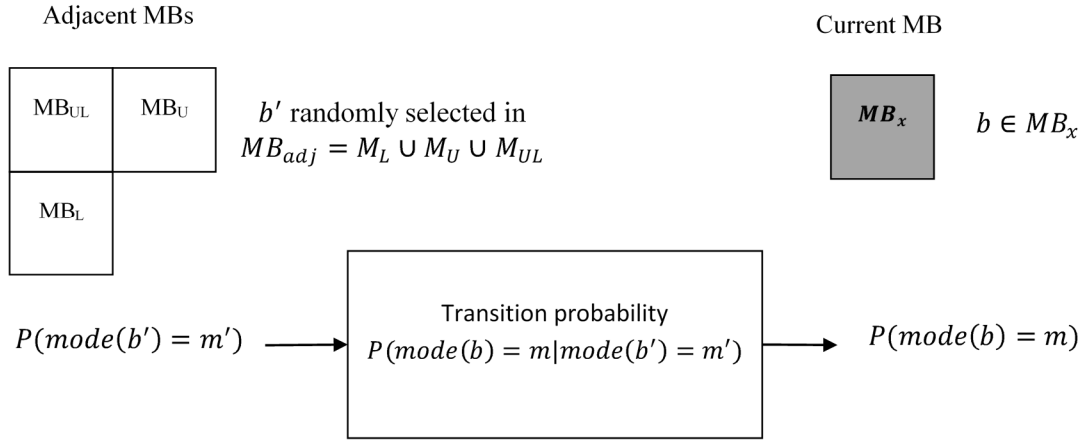 Adjacent MBs
Current MB
MB_UL
MB_U
b′ randomly selected in
MB_adj = M_L ∪ M_U ∪ M_UL
MB_x
b ∈ MB_x
MB_L
Transition probability
P(mode(b′) = m′)
P(mode(b) = m|mode(b′) = m′)
P(mode(b) = m)